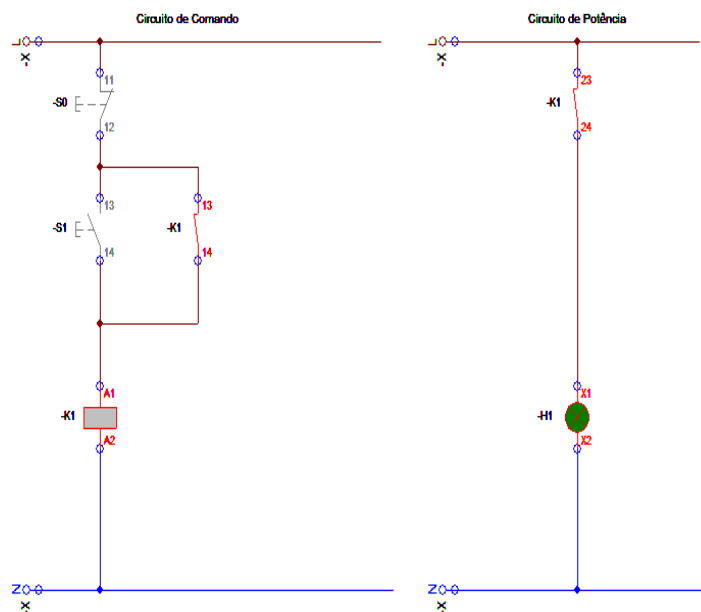 Circuito de Comando
L
-X
11
-S0
12
13
-S1
14
13
-K1
14
A1
-K1
A2
N
-X
Circuito de Potência
L
-X
23
-K1
24
X1
-H1
X2
N
-X